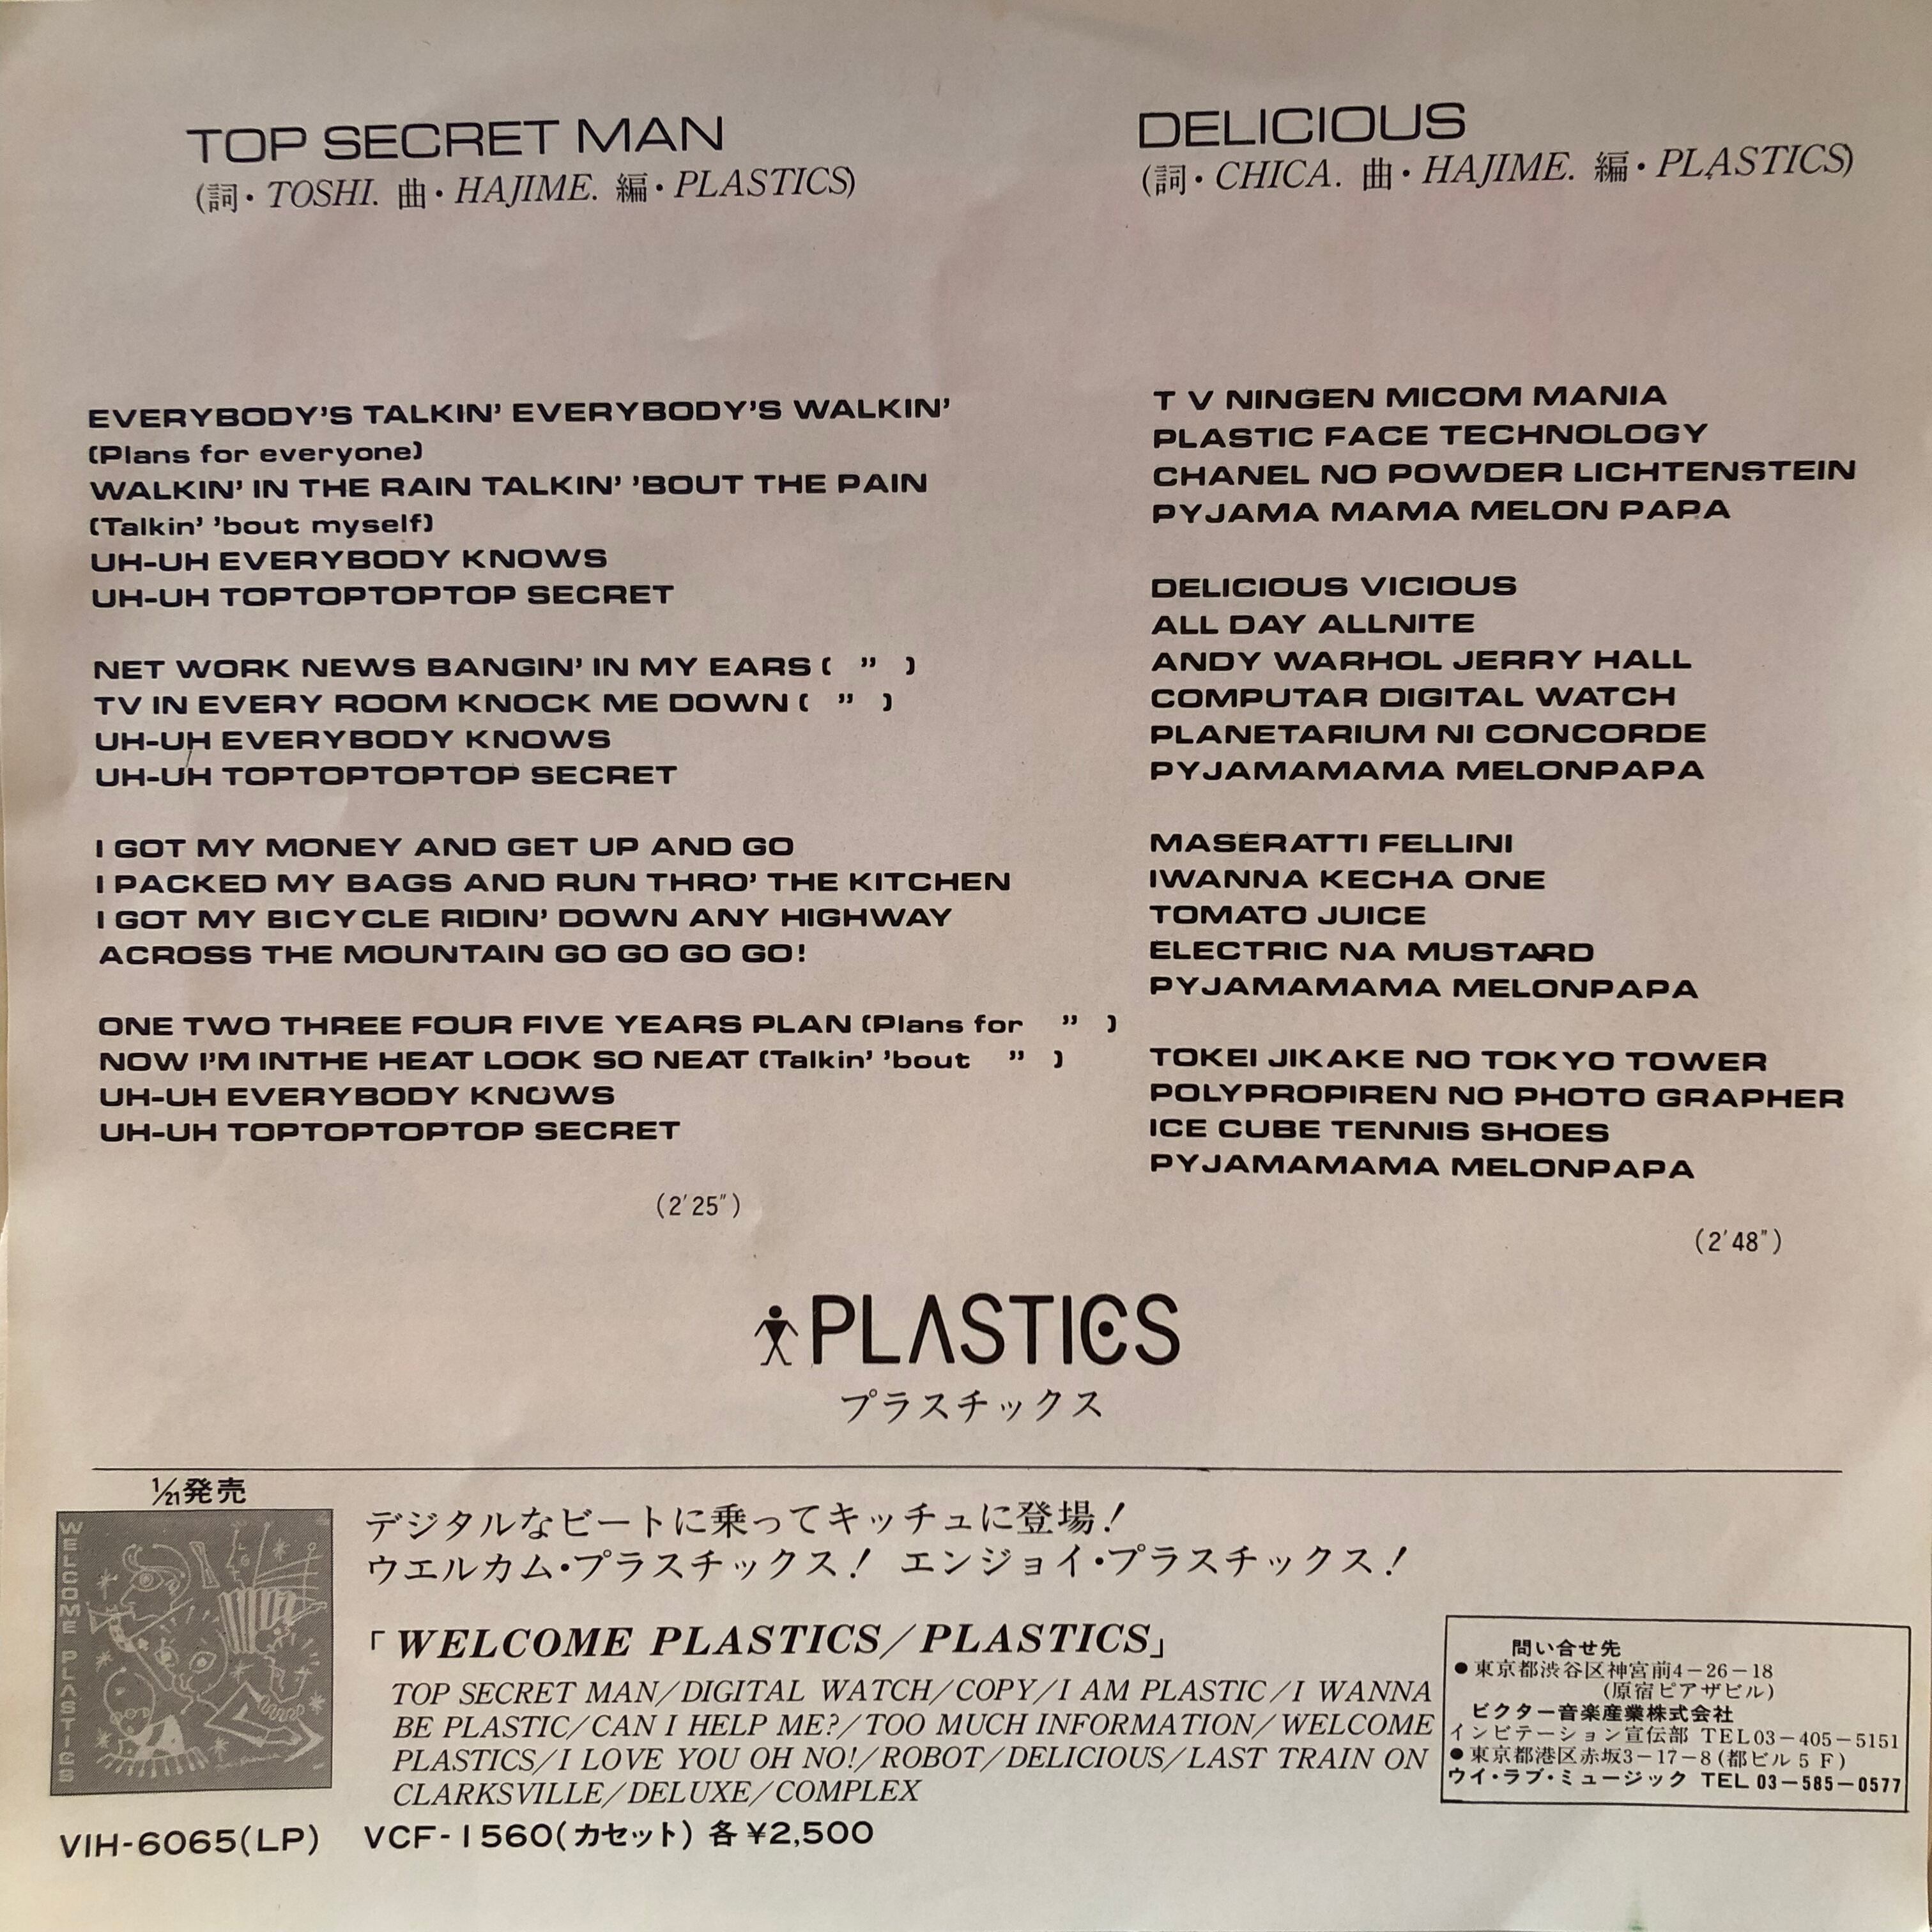 TOP SECRET MAN
(詞・TOSHI. 曲・HAJIME. 編・PLASTICS)
EVERYBODY'S TALKIN' EVERYBODY'S WALKIN'
(Plans for everyone)
WALKIN' IN THE RAIN TALKIN' 'BOUT THE PAIN
(Talkin' 'bout myself)
UH-UH EVERYBODY KNOWS
UH-UH TOPTOPTOPTOP SECRET
NET WORK NEWS BANGIN' IN MY EARS ( 〃 )
TV IN EVERY ROOM KNOCK ME DOWN ( 〃 )
UH-UH EVERYBODY KNOWS
UH-UH TOPTOPTOPTOP SECRET
I GOT MY MONEY AND GET UP AND GO
I PACKED MY BAGS AND RUN THRO' THE KITCHEN
I GOT MY BICYCLE RIDIN' DOWN ANY HIGHWAY
ACROSS THE MOUNTAIN GO GO GO GO!
ONE TWO THREE FOUR FIVE YEARS PLAN (Plans for 〃 )
NOW I'M INTHE HEAT LOOK SO NEAT (Talkin' 'bout 〃 )
UH-UH EVERYBODY KNOWS
UH-UH TOPTOPTOPTOP SECRET
(2′25″)
DELICIOUS
(詞・CHICA. 曲・HAJIME. 編・PLASTICS)
T V NINGEN MICOM MANIA
PLASTIC FACE TECHNOLOGY
CHANEL NO POWDER LICHTENSTEIN
PYJAMA MAMA MELON PAPA
DELICIOUS VICIOUS
ALL DAY ALLNITE
ANDY WARHOL JERRY HALL
COMPUTAR DIGITAL WATCH
PLANETARIUM NI CONCORDE
PYJAMAMAMA MELONPAPA
MASERATTI FELLINI
IWANNA KECHA ONE
TOMATO JUICE
ELECTRIC NA MUSTARD
PYJAMAMAMA MELONPAPA
TOKEI JIKAKE NO TOKYO TOWER
POLYPROPIREN NO PHOTO GRAPHER
ICE CUBE TENNIS SHOES
PYJAMAMAMA MELONPAPA
(2′48″)
PLASTICS
プラスチックス
1/21発売
WELCOME PLASTICS
デジタルなビートに乗ってキッチュに登場!
ウエルカム・プラスチックス! エンジョイ・プラスチックス!
「WELCOME PLASTICS/PLASTICS」
TOP SECRET MAN/DIGITAL WATCH/COPY/I AM PLASTIC/I WANNA
BE PLASTIC/CAN I HELP ME?/TOO MUCH INFORMATION/WELCOME
PLASTICS/I LOVE YOU OH NO!/ROBOT/DELICIOUS/LAST TRAIN ON
CLARKSVILLE/DELUXE/COMPLEX
VIH-6065(LP) VCF-1560(カセット) 各¥2,500
問い合せ先
●東京都渋谷区神宮前4-26-18
(原宿ピアザビル)
ビクター音楽産業株式会社
インビテーション宣伝部 TEL03-405-5151
●東京都港区赤坂3-17-8(都ビル5F)
ウイ・ラブ・ミュージック TEL 03-585-0577